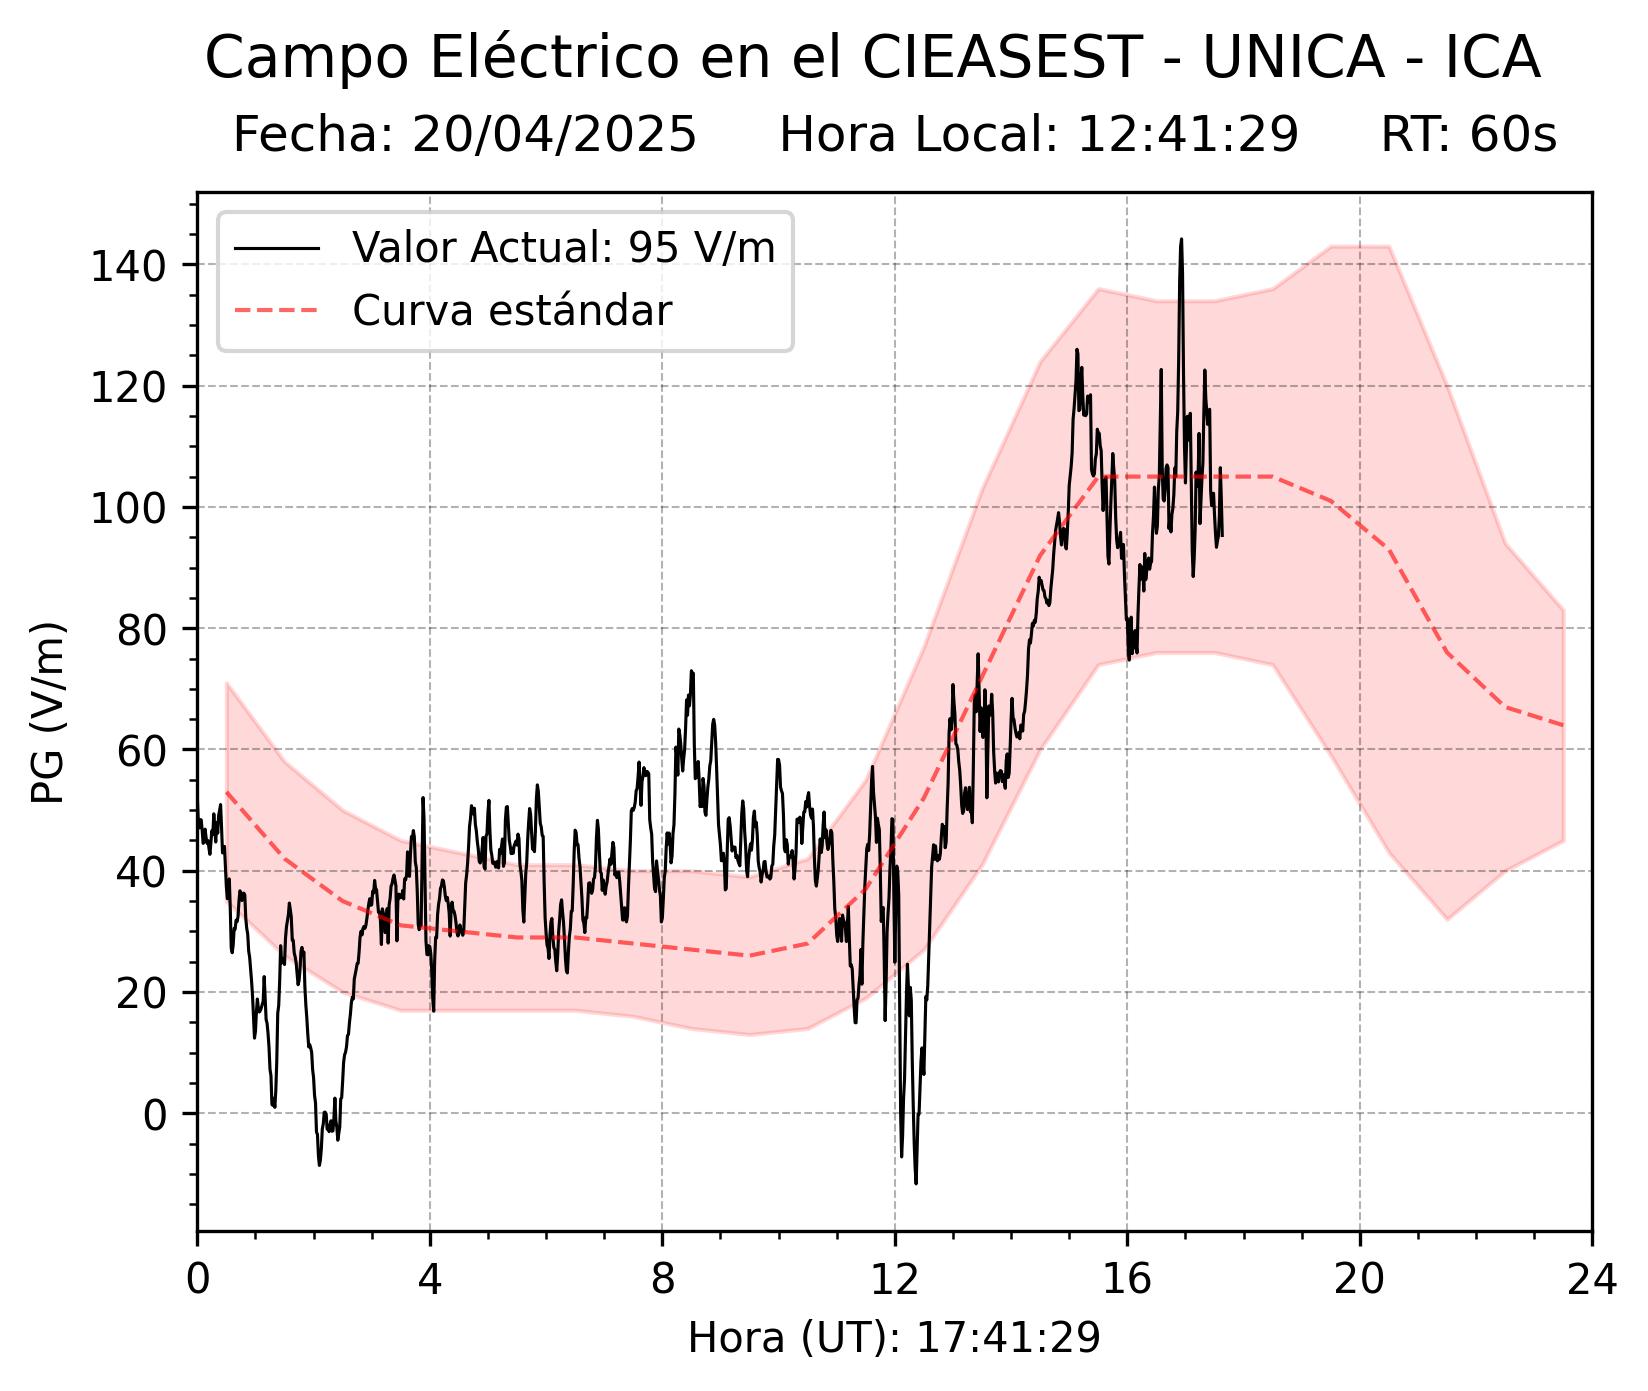 Campo Eléctrico en el CIEASEST - UNICA - ICA
Fecha: 20/04/2025 Hora Local: 12:41:29 RT: 60s
Valor Actual: 95 V/m
Curva estándar
140
120
100
80
60
40
20
0
PG (V/m)
0 4 8 12 16 20 24
Hora (UT): 17:41:29